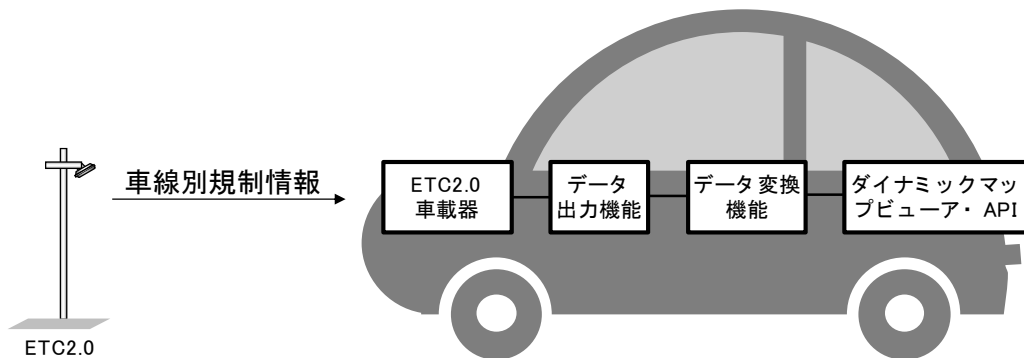 車線別規制情報
ETC2.0
車載器
データ
出力機能
データ変換
機能
ダイナミックマッ
プビューア・ API
ETC2.0